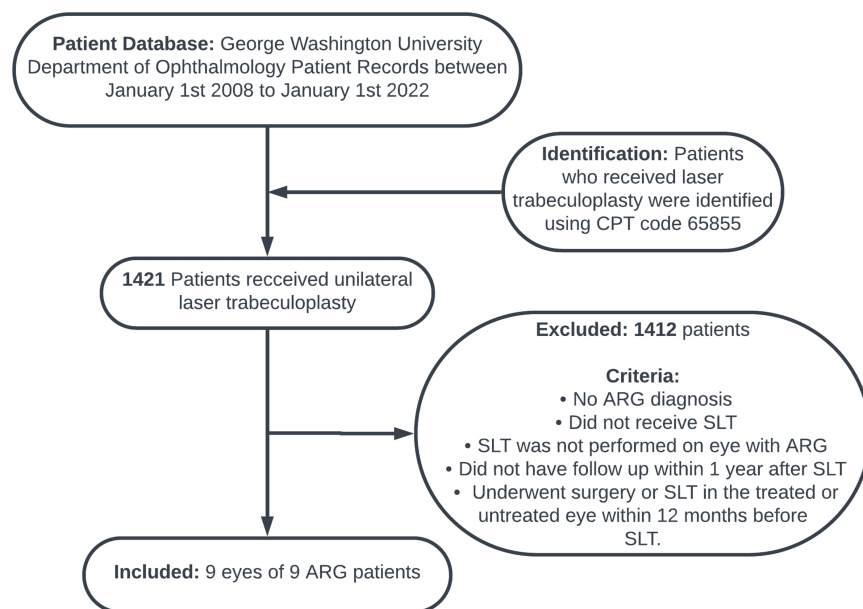 Patient Database: George Washington University
Department of Ophthalmology Patient Records between
January 1st 2008 to January 1st 2022
Identification: Patients
who received laser
trabeculoplasty were identified
using CPT code 65855
1421 Patients recceived unilateral
laser trabeculoplasty
Excluded: 1412 patients
Criteria:
• No ARG diagnosis
• Did not receive SLT
• SLT was not performed on eye with ARG
• Did not have follow up within 1 year after SLT
• Underwent surgery or SLT in the treated or
untreated eye within 12 months before
SLT.
Included: 9 eyes of 9 ARG patients